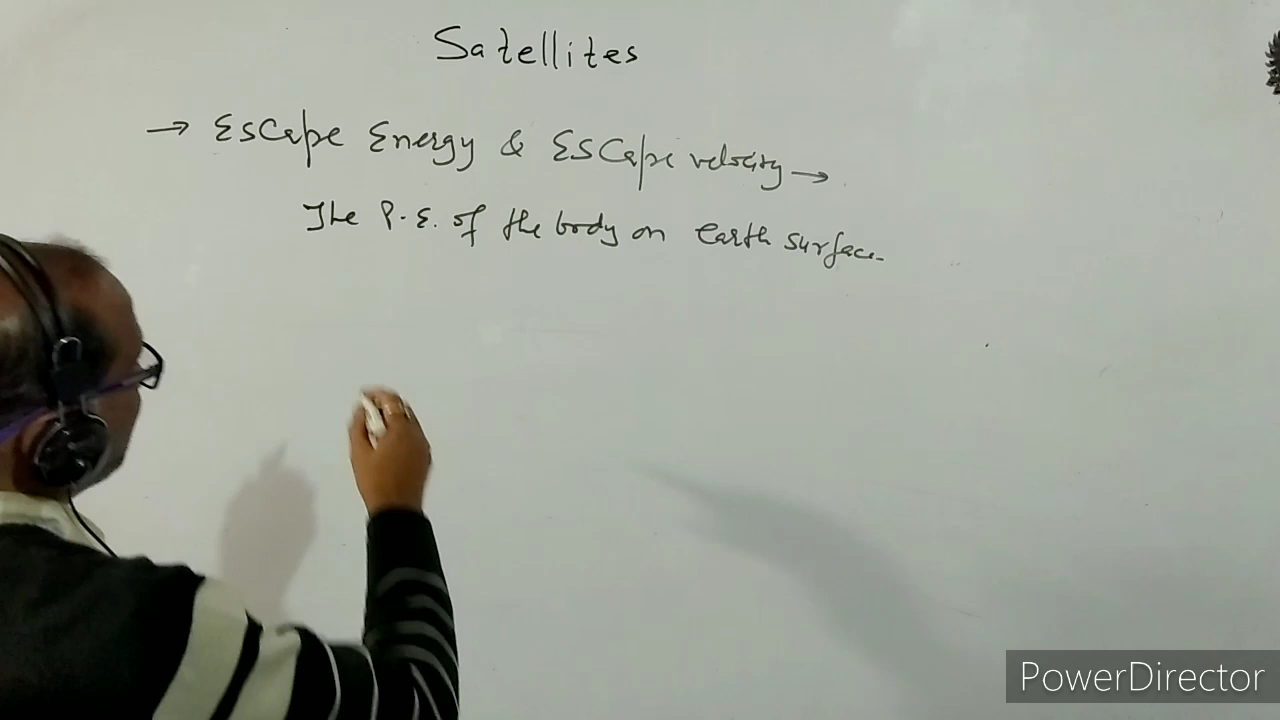 Satellites
→ Escape Energy & Escape velocity →
The P.E. of the body on earth surface.
PowerDirector